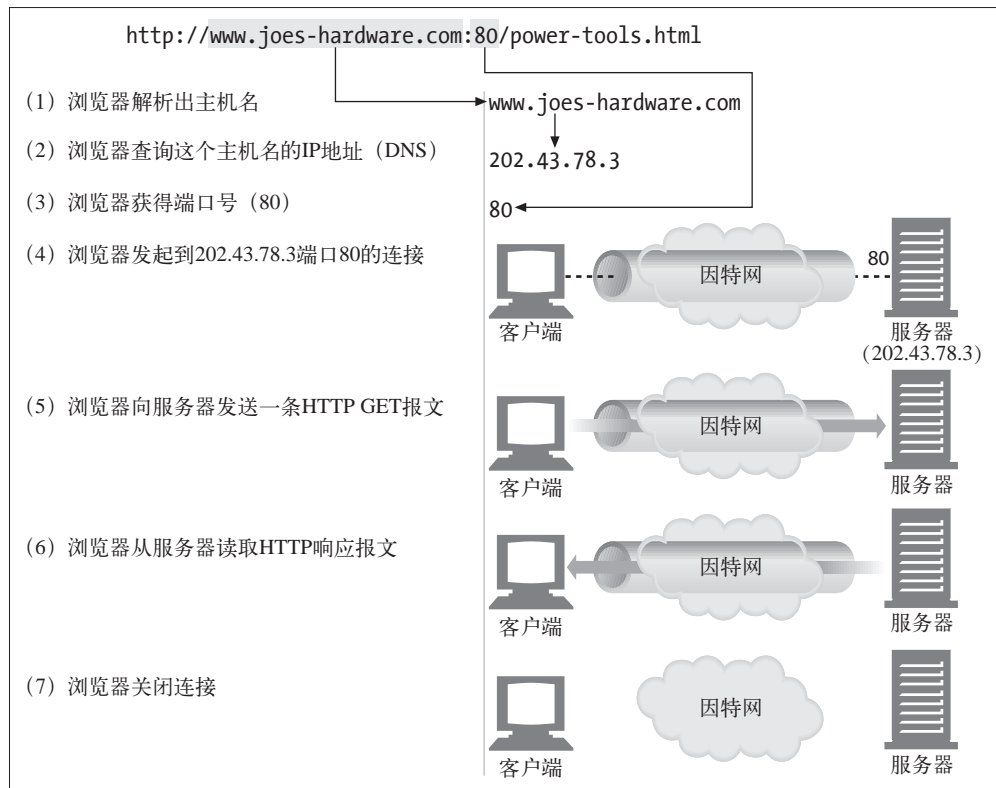 http://www.joes-hardware.com:80/power-tools.html
（1）浏览器解析出主机名
www.joes-hardware.com
（2）浏览器查询这个主机名的IP地址（DNS）
202.43.78.3
（3）浏览器获得端口号（80）
80
（4）浏览器发起到202.43.78.3端口80的连接
因特网
80
客户端
服务器
（202.43.78.3）
（5）浏览器向服务器发送一条HTTP GET报文
因特网
客户端
服务器
（6）浏览器从服务器读取HTTP响应报文
因特网
客户端
服务器
（7）浏览器关闭连接
因特网
客户端
服务器